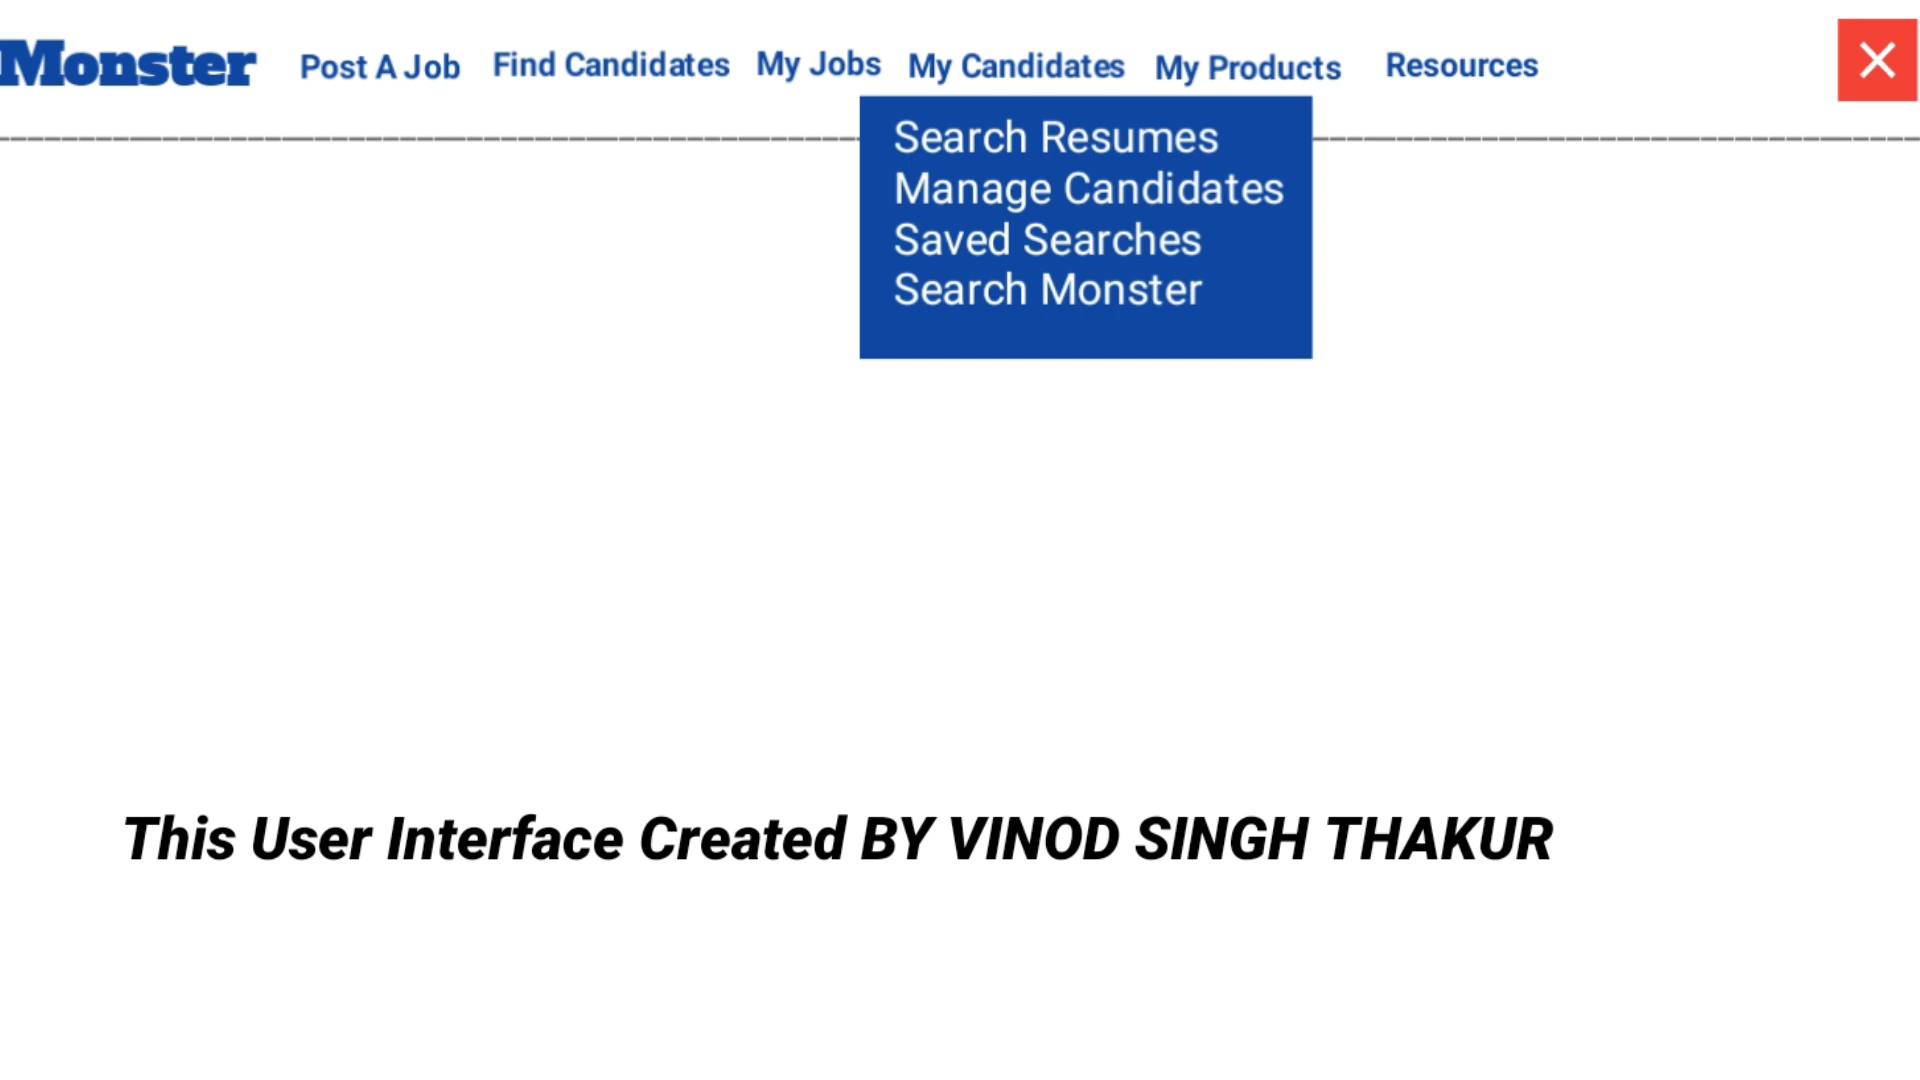 Monster Post A Job Find Candidates My Jobs My Candidates My Products Resources
Search Resumes
Manage Candidates
Saved Searches
Search Monster
This User Interface Created BY VINOD SINGH THAKUR